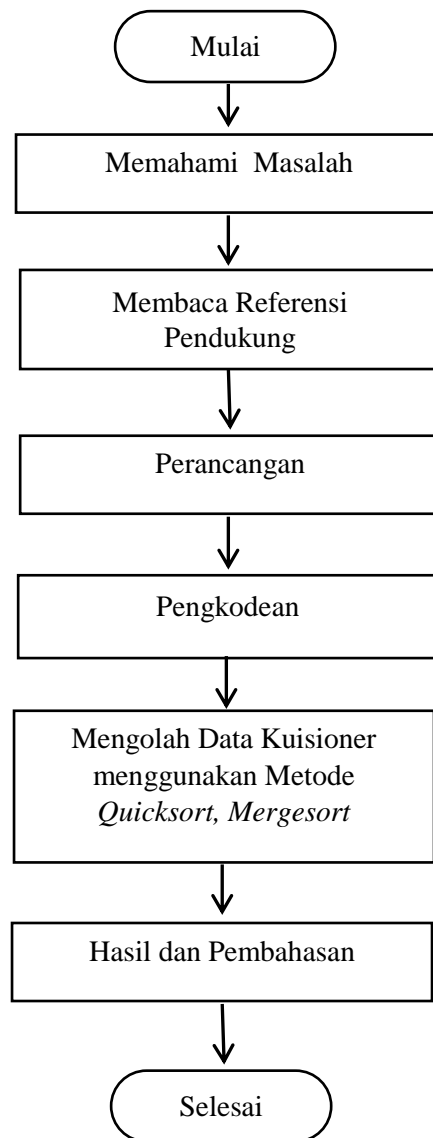 Mulai
Memahami  Masalah
Membaca Referensi
Pendukung
Perancangan
Pengkodean
Mengolah Data Kuisioner
menggunakan Metode
Quicksort, Mergesort
Hasil dan Pembahasan
Selesai